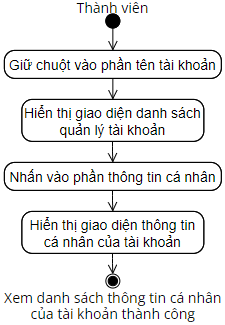 Thành viên
Giữ chuột vào phần tên tài khoản
Hiển thị giao diện danh sách
quản lý tài khoản
Nhấn vào phần thông tin cá nhân
Hiển thị giao diện thông tin
cá nhân của tài khoản
Xem danh sách thông tin cá nhân
của tài khoản thành công